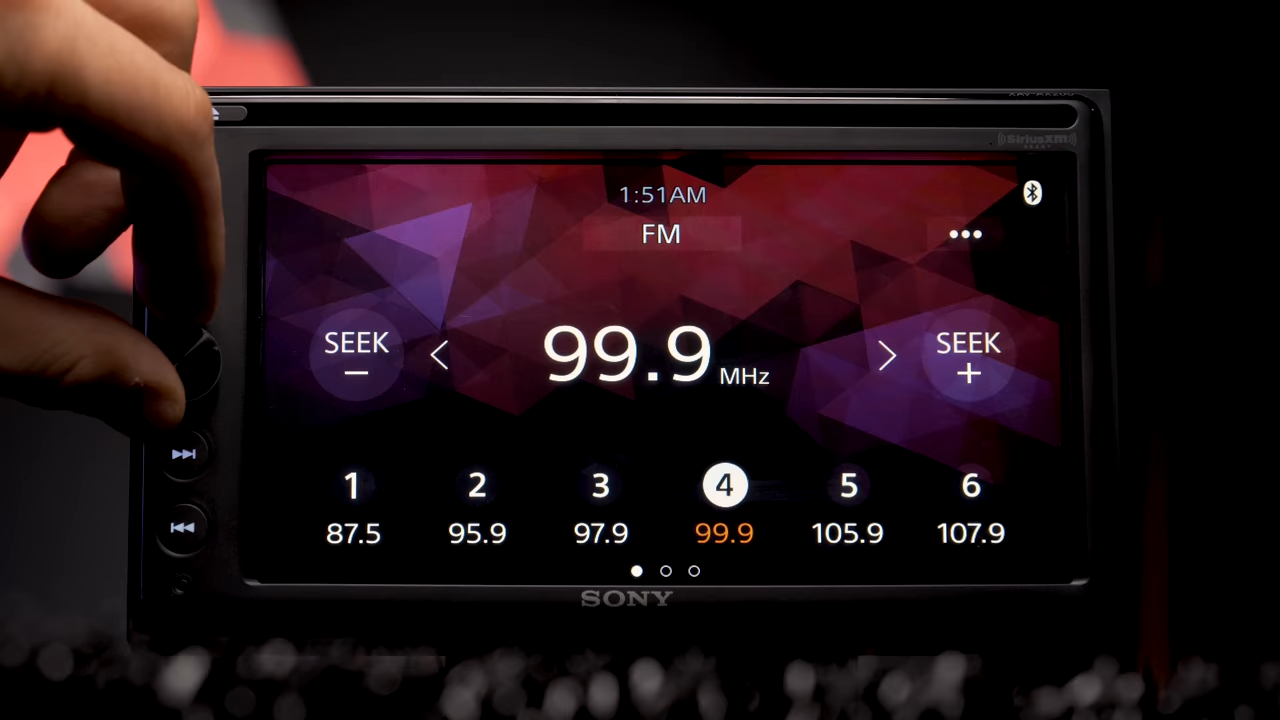 SiriusXM
READY
1:51AM
FM
SEEK
−
99.9 MHz
SEEK
+
1 2 3 4 5 6
87.5 95.9 97.9 99.9 105.9 107.9
SONY